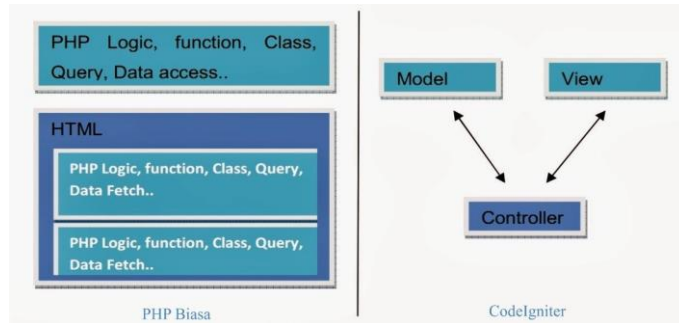 PHP Logic, function, Class,
Query, Data access..
HTML
PHP Logic, function, Class, Query,
Data Fetch..
PHP Logic, function, Class, Query,
Data Fetch..
PHP Biasa
Model
View
Controller
CodeIgniter